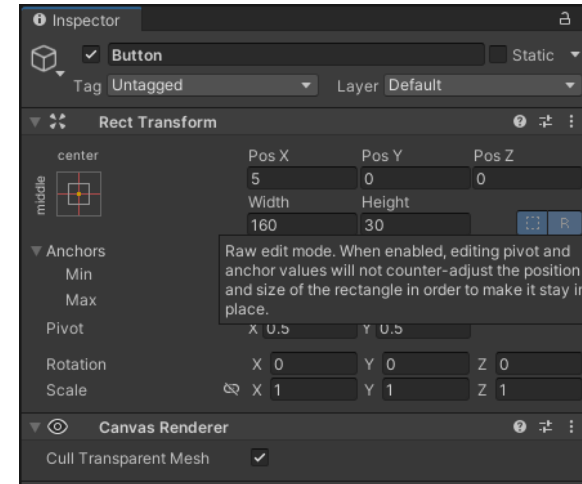 Inspector
Button
Static
Tag Untagged Layer Default
Rect Transform
center Pos X Pos Y Pos Z
middle 5 0 0
Width Height
160 30 R
Anchors
Min
Max
Raw edit mode. When enabled, editing pivot and
anchor values will not counter-adjust the position
and size of the rectangle in order to make it stay in
place.
Pivot X 0.5 Y 0.5
Rotation X 0 Y 0 Z 0
Scale X 1 Y 1 Z 1
Canvas Renderer
Cull Transparent Mesh